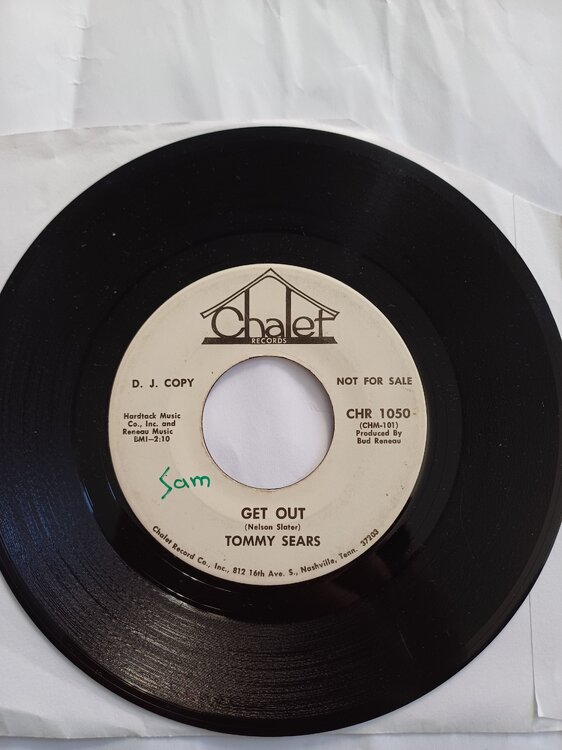 Chalet
RECORDS
D. J. COPY
NOT FOR SALE
Hardtack Music
Co., Inc. and
Reneau Music
BMI—2:10
CHR 1050
(CHM-101)
Produced By
Bud Reneau
Sam
GET OUT
(Nelson Slater)
TOMMY SEARS
Chalet Record Co., Inc., 812 16th Ave. S., Nashville, Tenn. 37203